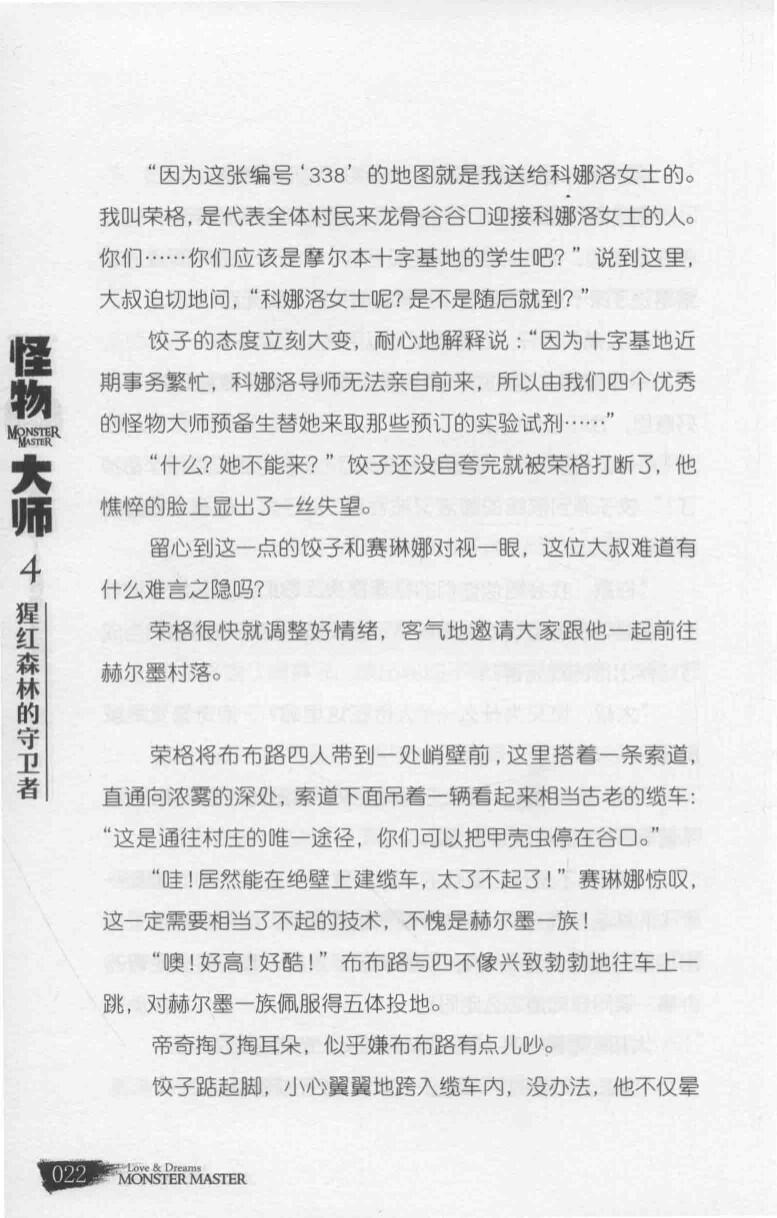 “因为这张编号‘338’的地图就是我送给科娜洛女士的。
我叫荣格，是代表全体村民来龙骨谷谷口迎接科娜洛女士的人。
你们……你们应该是摩尔本十字基地的学生吧？”说到这里，
大叔迫切地问，“科娜洛女士呢？是不是随后就到？”
饺子的态度立刻大变，耐心地解释说：“因为十字基地近
期事务繁忙，科娜洛导师无法亲自前来，所以由我们四个优秀
的怪物大师预备生替她来取那些预订的实验试剂……”
“什么？她不能来？”饺子还没自夸完就被荣格打断了，他
憔悴的脸上显出了一丝失望。
留心到这一点的饺子和赛琳娜对视一眼，这位大叔难道有
什么难言之隐吗？
荣格很快就调整好情绪，客气地邀请大家跟他一起前往
赫尔墨村落。
荣格将布布路四人带到一处峭壁前，这里搭着一条索道，
直通向浓雾的深处，索道下面吊着一辆看起来相当古老的缆车：
“这是通往村庄的唯一途径，你们可以把甲壳虫停在谷口。”
“哇！居然能在绝壁上建缆车，太了不起了！”赛琳娜惊叹，
这一定需要相当了不起的技术，不愧是赫尔墨一族！
“噢！好高！好酷！”布布路与四不像兴致勃勃地往车上一
跳，对赫尔墨一族佩服得五体投地。
帝奇掏了掏耳朵，似乎嫌布布路有点儿吵。
饺子踮起脚，小心翼翼地跨入缆车内，没办法，他不仅晕
怪物
MONSTER
MASTER
大师
4
猩红森林的守卫者
022
Love & Dreams
MONSTER MASTER